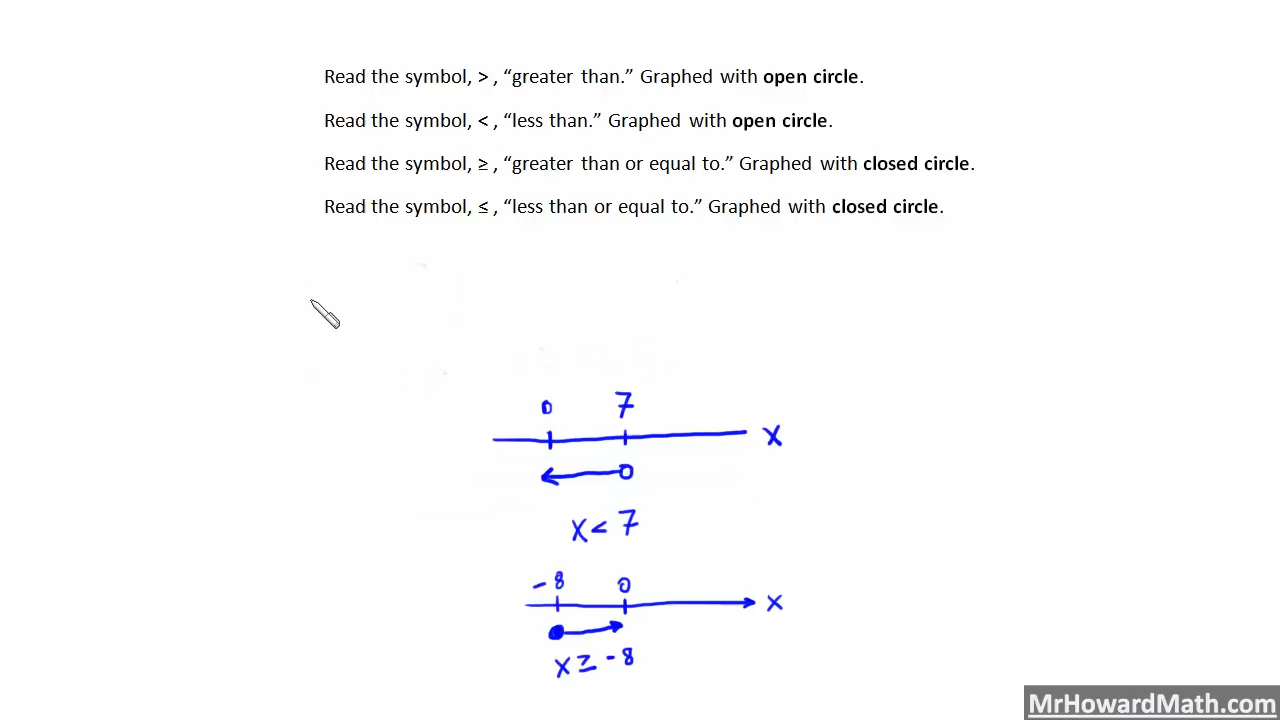 Read the symbol, > , “greater than.” Graphed with open circle.
Read the symbol, < , “less than.” Graphed with open circle.
Read the symbol, ≥ , “greater than or equal to.” Graphed with closed circle.
Read the symbol, ≤ , “less than or equal to.” Graphed with closed circle.
0 7
x
x < 7
-8 0
x
x ≥ -8
MrHowardMath.com